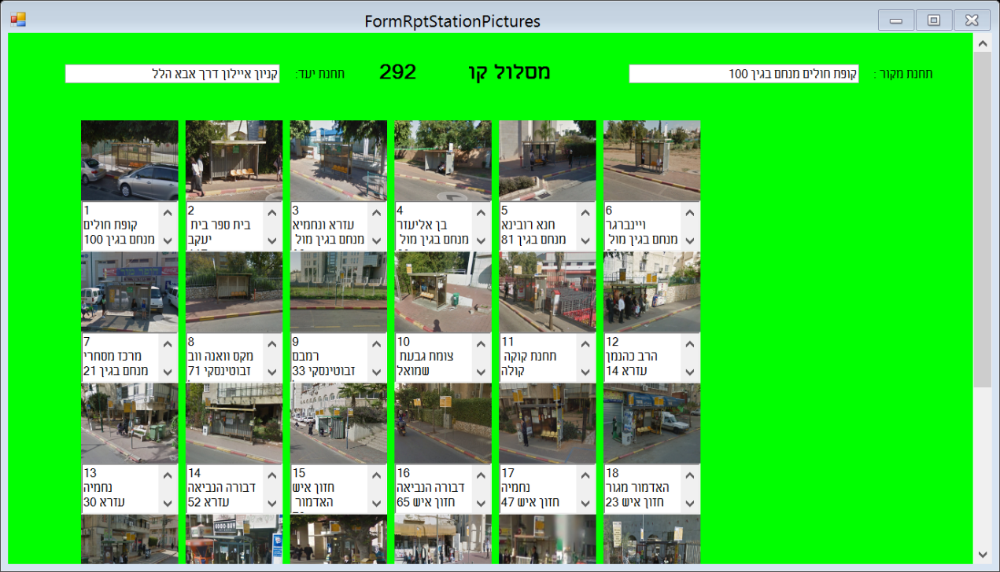 FormRptStationPictures
תחנת מקור :
קופת חולים מנחם בגין 100
מסלול קו
292
תחנת יעד:
קניון איילון דרך אבא הלל
1
קופת חולים
מנחם בגין 100
2
בית ספר בית
יעקב
3
עזרא ונחמיא
מנחם בגין מול
4
בן אליעזר
מנחם בגין מול
5
חנא רובינא
מנחם בגין 81
6
ויינברגר
מנחם בגין מול
7
מרכז מסחרי
מנחם בגין 21
8
מקס וואנה ווב
זבוטינסקי 71
9
רמבם
זבוטינסקי 33
10
צומת גבעת
שמואל
11
תחנת קוקה
קולה
12
הרב כהנמן
עזרא 14
13
נחמיה
עזרא 30
14
דבורה הנביאה
עזרא 52
15
חזון איש
האדמור
16
דבורה הנביאה
חזון איש 65
17
נחמיה
חזון איש 47
18
האדמור מגור
חזון איש 23